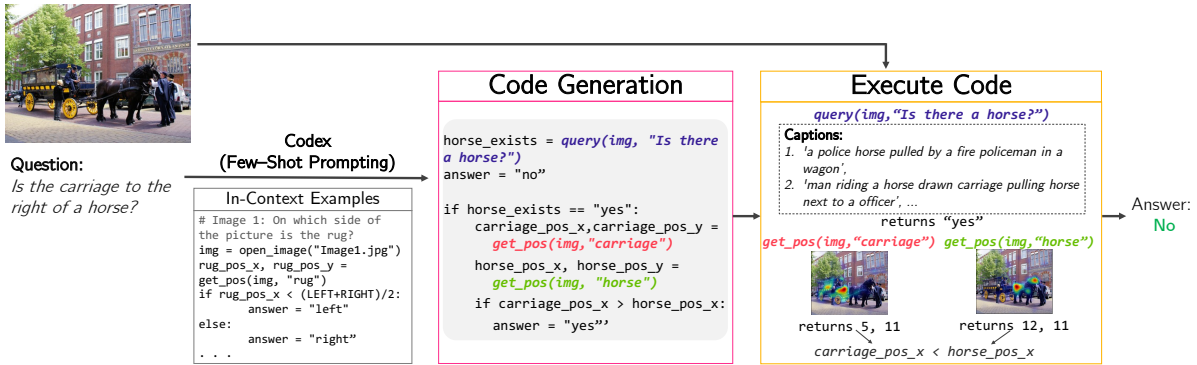 Question:
Is the carriage to the
right of a horse?
Codex
(Few–Shot Prompting)
In-Context Examples
# Image 1: On which side of
the picture is the rug?
img = open_image("Image1.jpg")
rug_pos_x, rug_pos_y =
get_pos(img, "rug")
if rug_pos_x < (LEFT+RIGHT)/2:
answer = "left"
else:
answer = "right”
. . .
Code Generation
horse_exists = query(img, "Is there
a horse?")
answer = "no”
if horse_exists == "yes":
carriage_pos_x,carriage_pos_y =
get_pos(img,"carriage")
horse_pos_x, horse_pos_y =
get_pos(img, "horse")
if carriage_pos_x > horse_pos_x:
answer = "yes”’
Execute Code
query(img,“Is there a horse?”)
Captions:
1. 'a police horse pulled by a fire policeman in a
wagon’,
2. 'man riding a horse drawn carriage pulling horse
next to a officer’, ...
returns “yes”
get_pos(img,“carriage”) get_pos(img,“horse”)
returns 5, 11 returns 12, 11
carriage_pos_x < horse_pos_x
Answer:
No